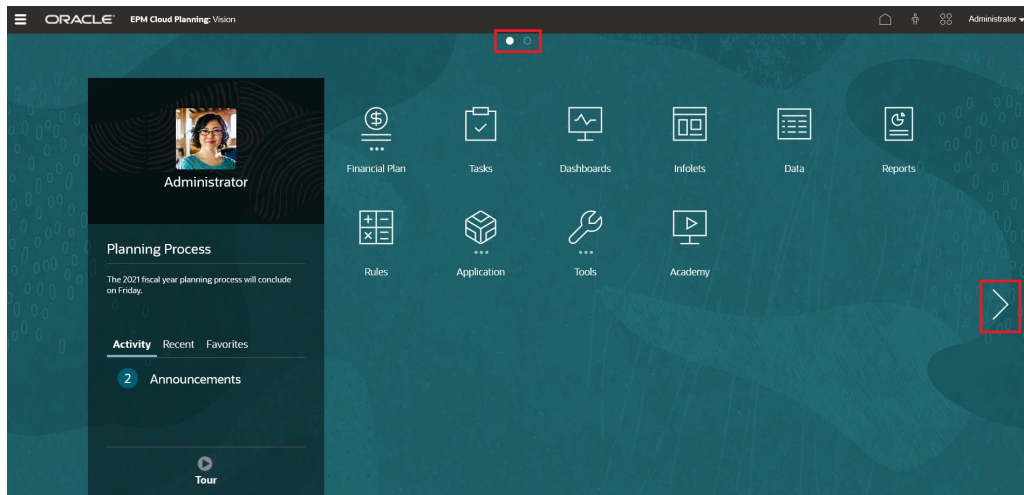 ORACLE EPM Cloud Planning: Vision Administrator
Administrator
Planning Process
The 2021 fiscal year planning process will conclude
on Friday.
Activity Recent Favorites
2 Announcements
Tour
Financial Plan Tasks Dashboards Infolets Data Reports
Rules Application Tools Academy